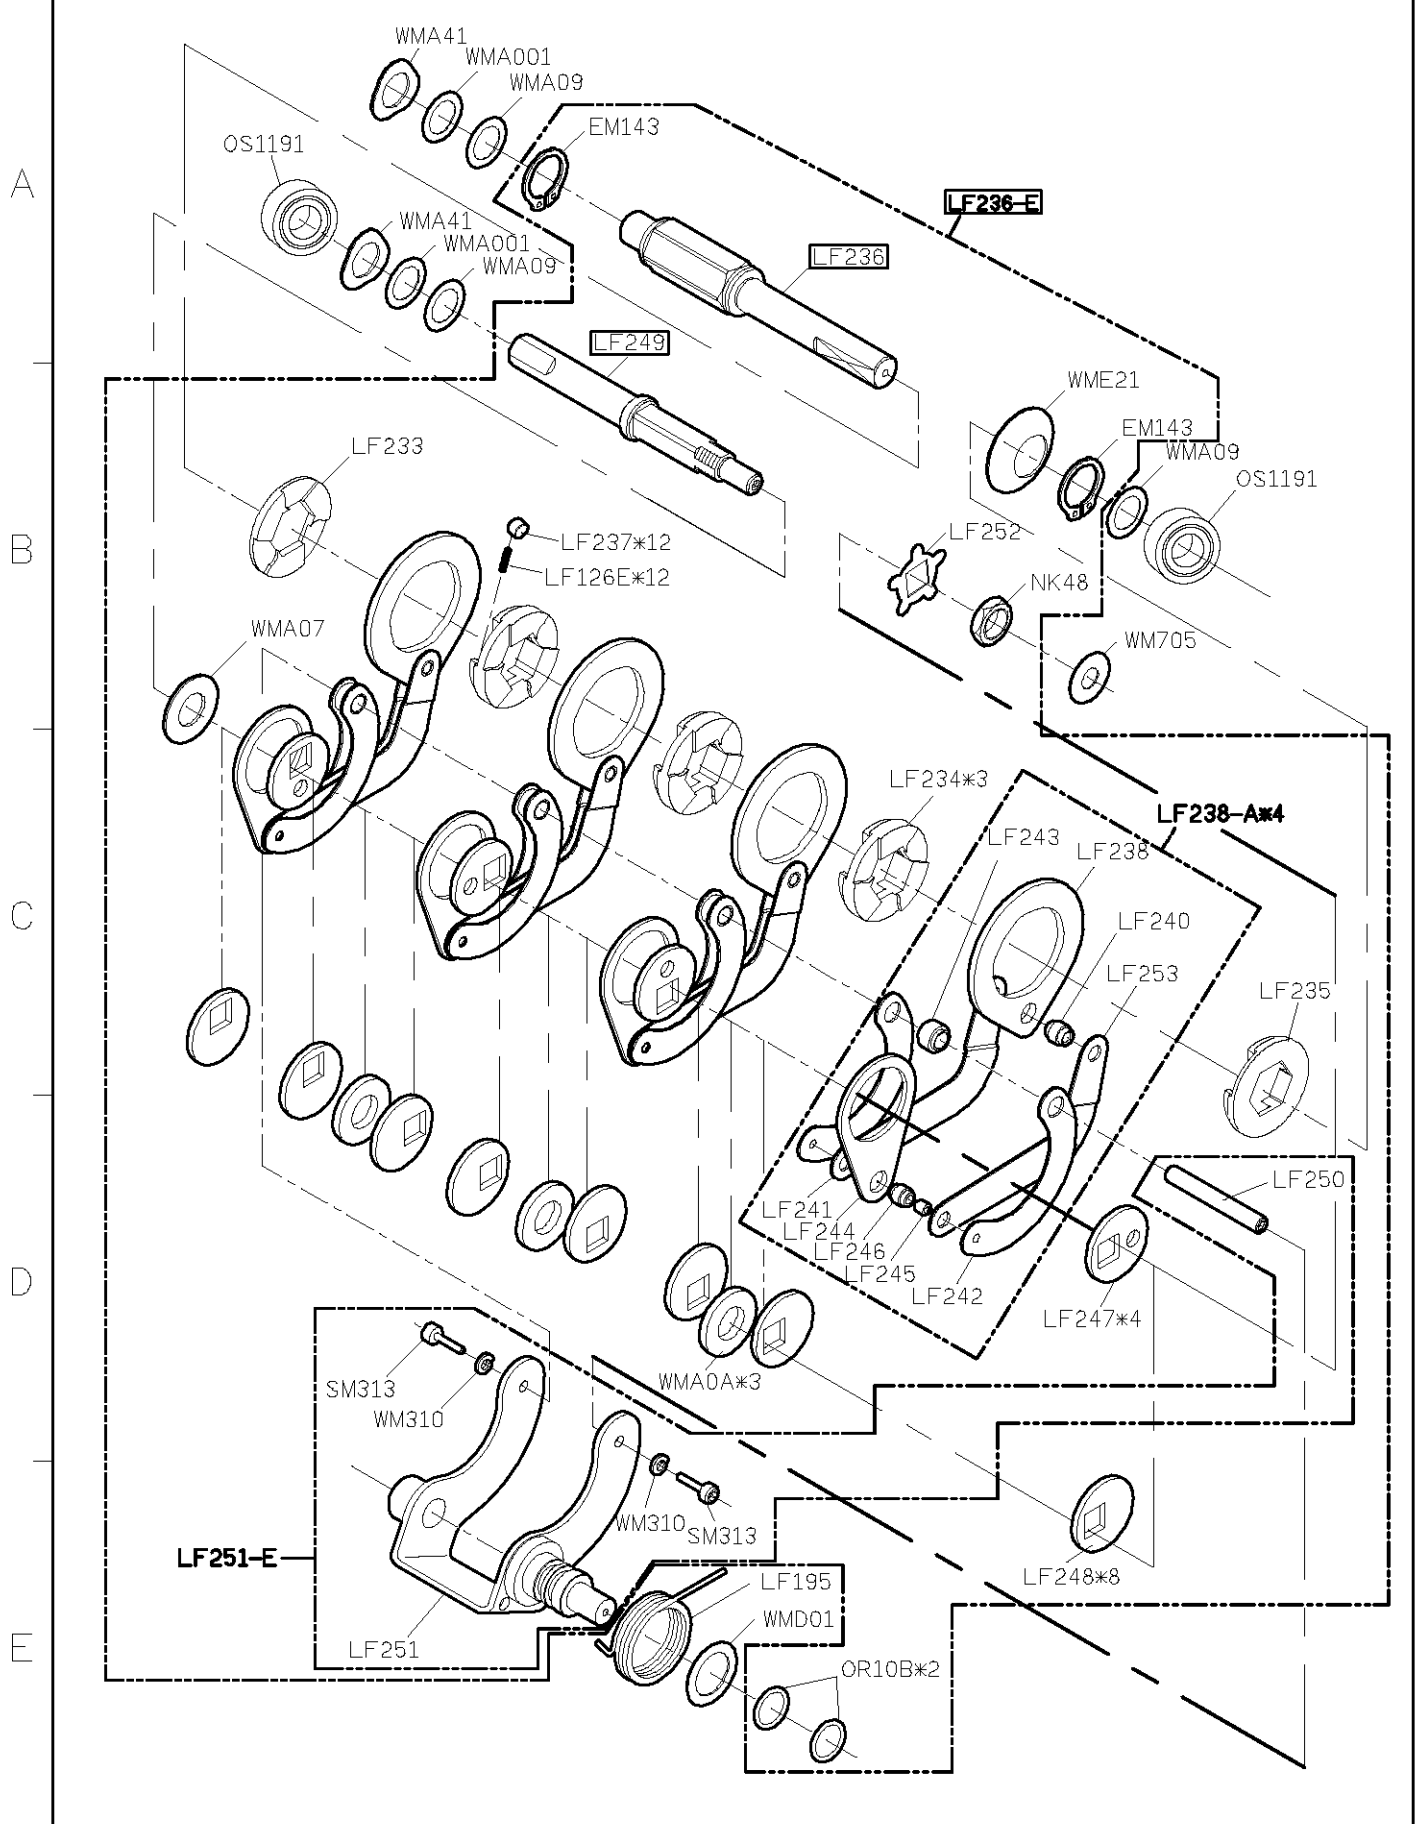 WMA41
WMA001
WMA09
EM143
OS1191
A
LF236-E
WMA41
WMA001
WMA09
LF236
LF249
WME21
EM143
WMA09
OS1191
LF233
B
LF237*12
LF126E*12
LF252
NK48
WMA07
WM705
LF234*3
LF238-A*4
LF243
LF238
C
LF240
LF253
LF235
LF250
LF241
LF244
LF246
LF245
LF242
D
LF247*4
WMA0A*3
SM313
WM310
WM310
SM313
LF251-E
LF248*8
LF195
WMD01
LF251
E
OR10B*2